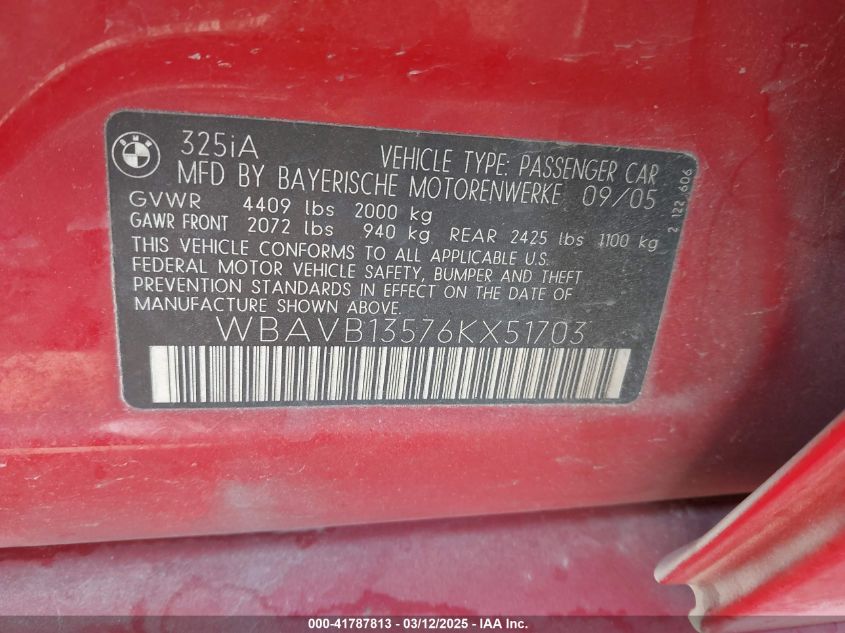 BMW
325iA VEHICLE TYPE: PASSENGER CAR
MFD BY BAYERISCHE MOTORENWERKE 09/05
GVWR 4409 lbs 2000 kg
GAWR FRONT 2072 lbs 940 kg REAR 2425 lbs 1100 kg
THIS VEHICLE CONFORMS TO ALL APPLICABLE U.S.
FEDERAL MOTOR VEHICLE SAFETY, BUMPER AND THEFT
PREVENTION STANDARDS IN EFFECT ON THE DATE OF
MANUFACTURE SHOWN ABOVE.
WBAVB13576KX51703
2 122 606
000-41787813 - 03/12/2025 - IAA Inc.